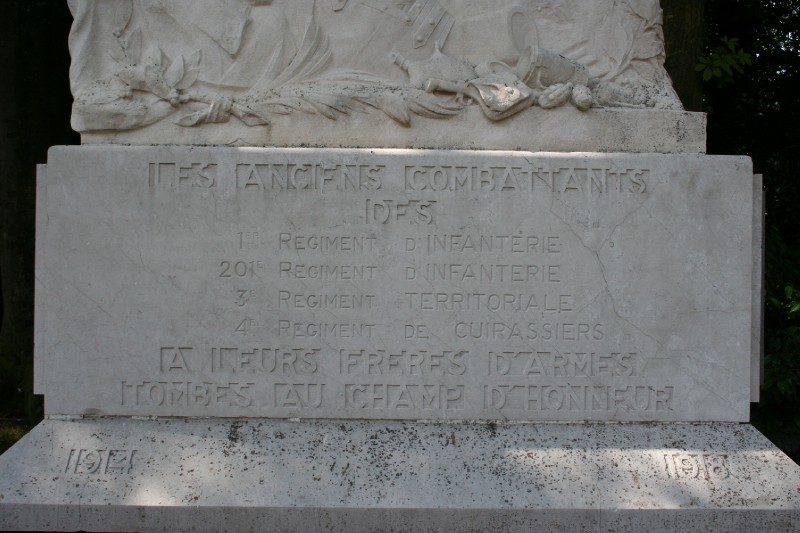 LES ANCIENS COMBATTANTS
DES
1ER REGIMENT D'INFANTERIE
201E REGIMENT D'INFANTERIE
3E REGIMENT TERRITORIALE
4E REGIMENT DE CUIRASSIERS
A LEURS FRERES D'ARMES
TOMBES AU CHAMP D'HONNEUR
1914 1918